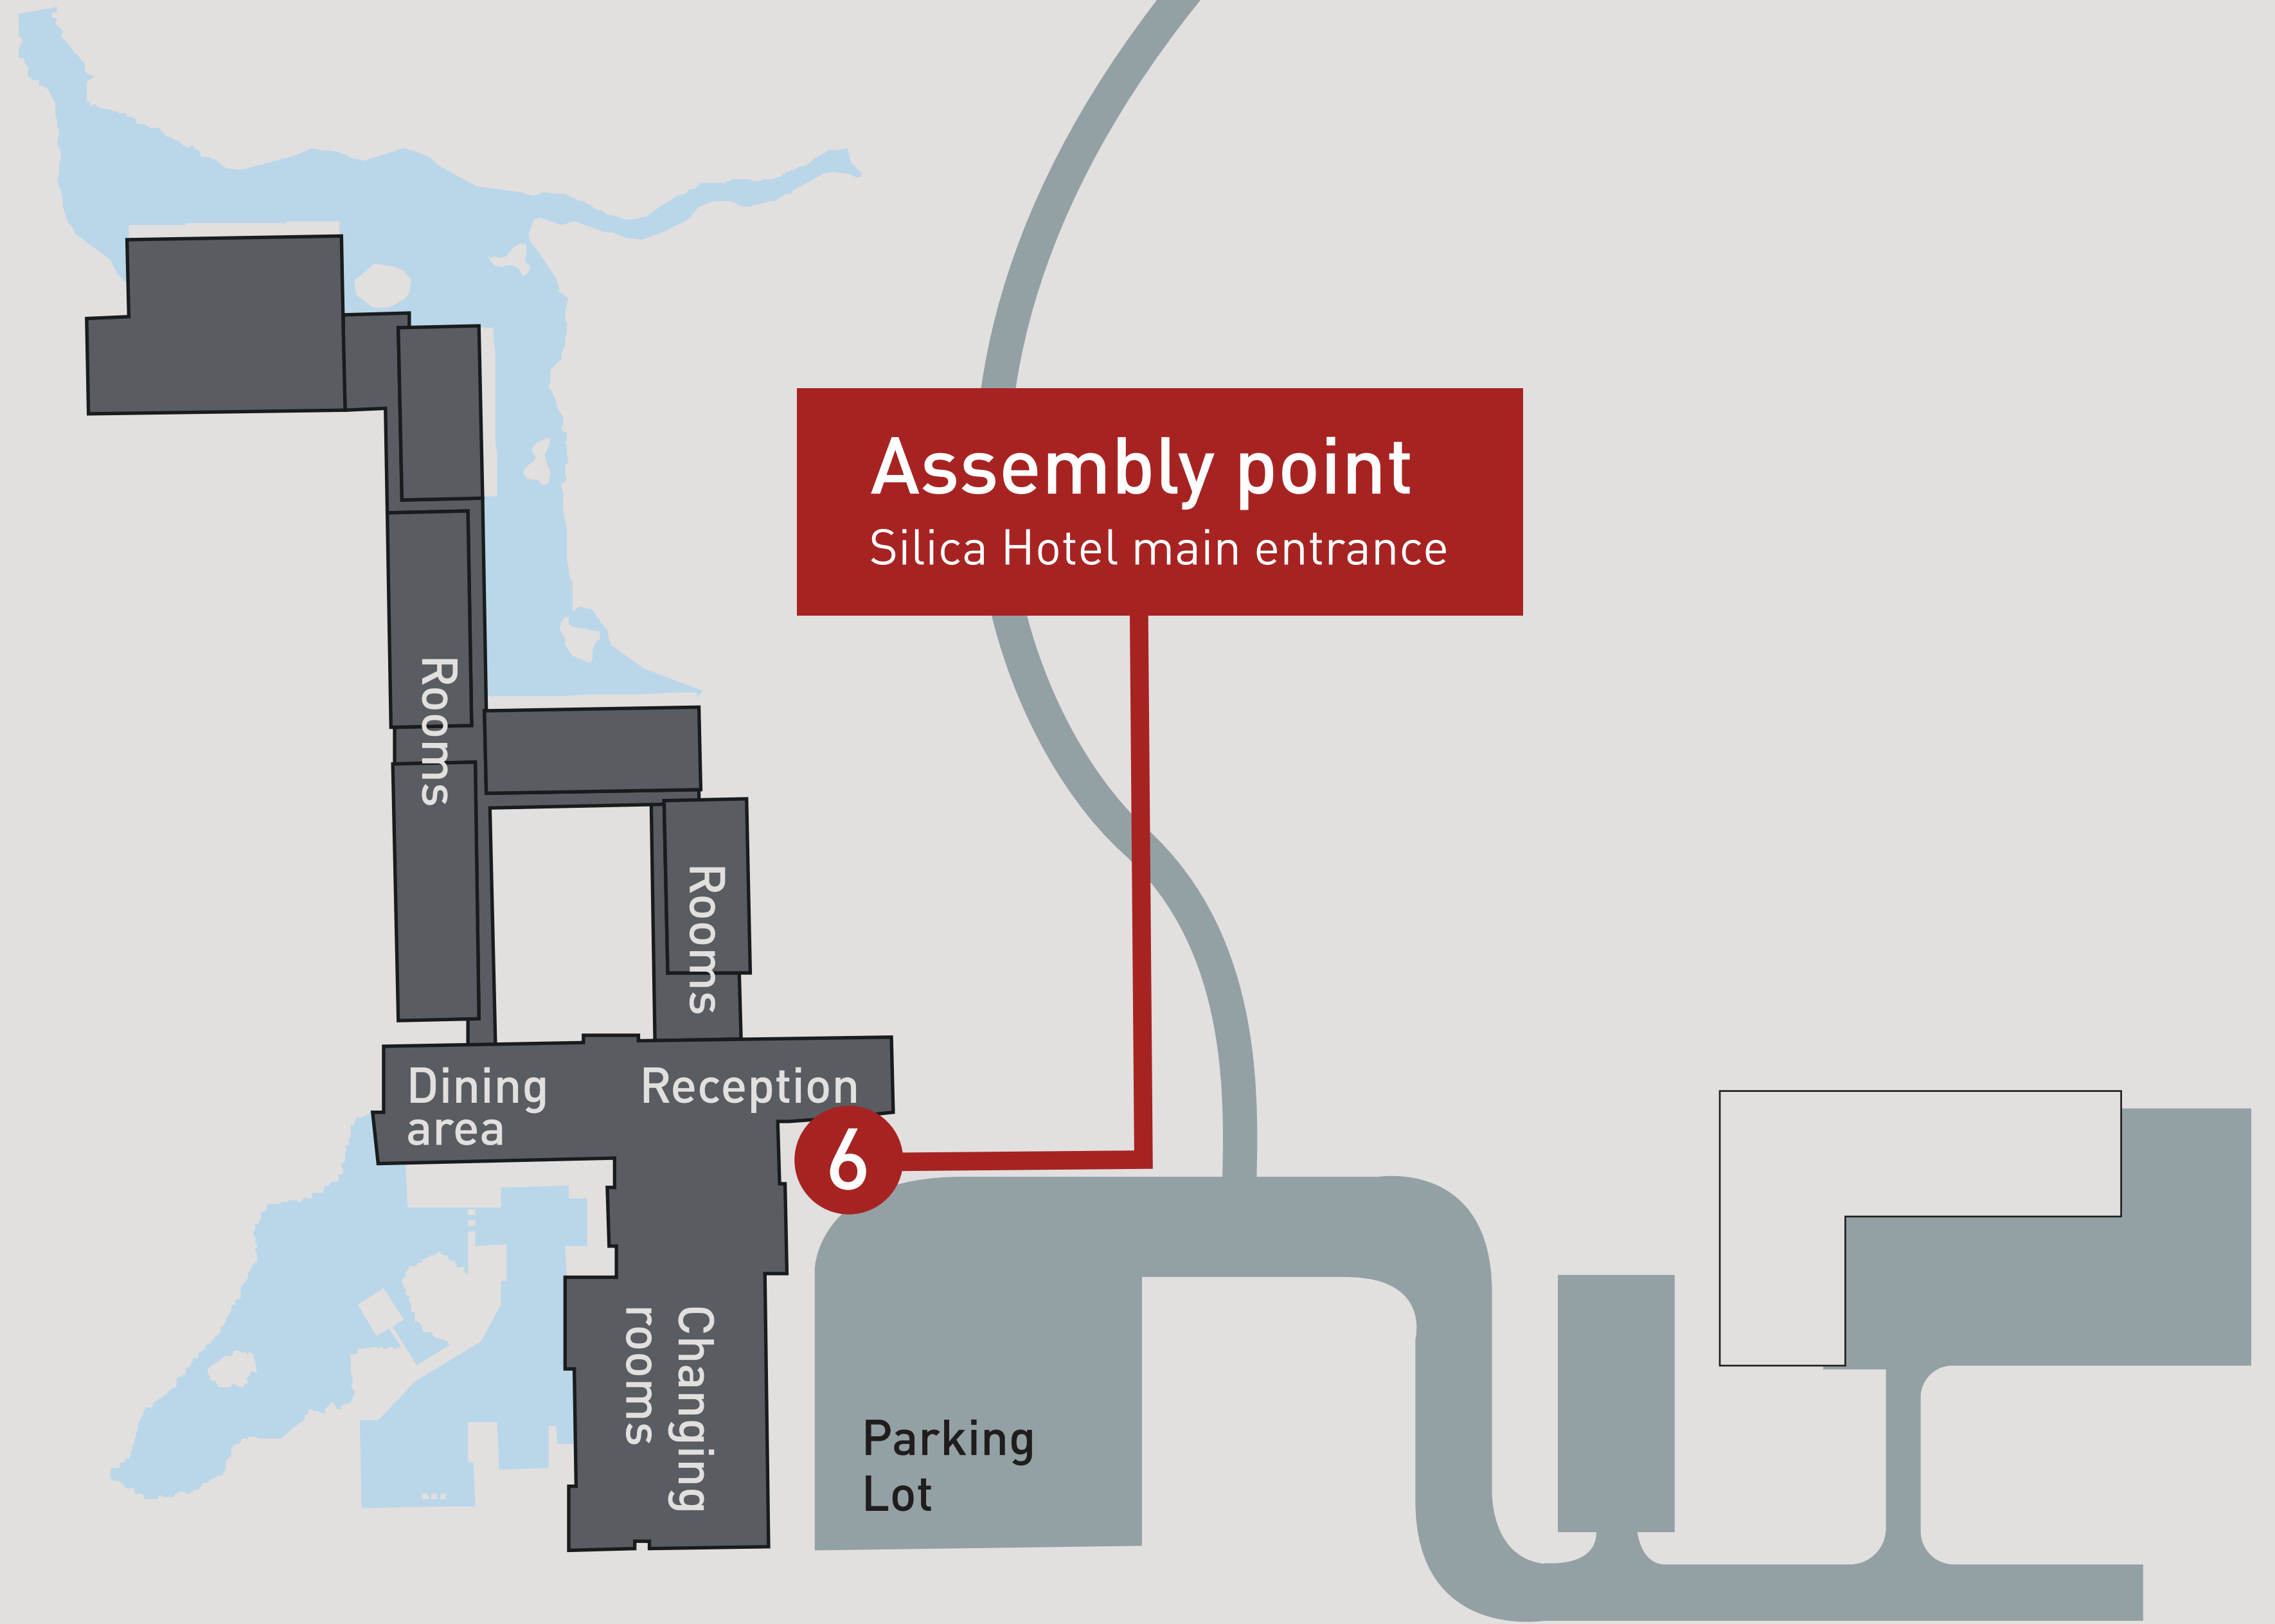 Assembly point
Silica Hotel main entrance
Rooms
Rooms
Dining
area
Reception
6
Changing
rooms
Parking
Lot